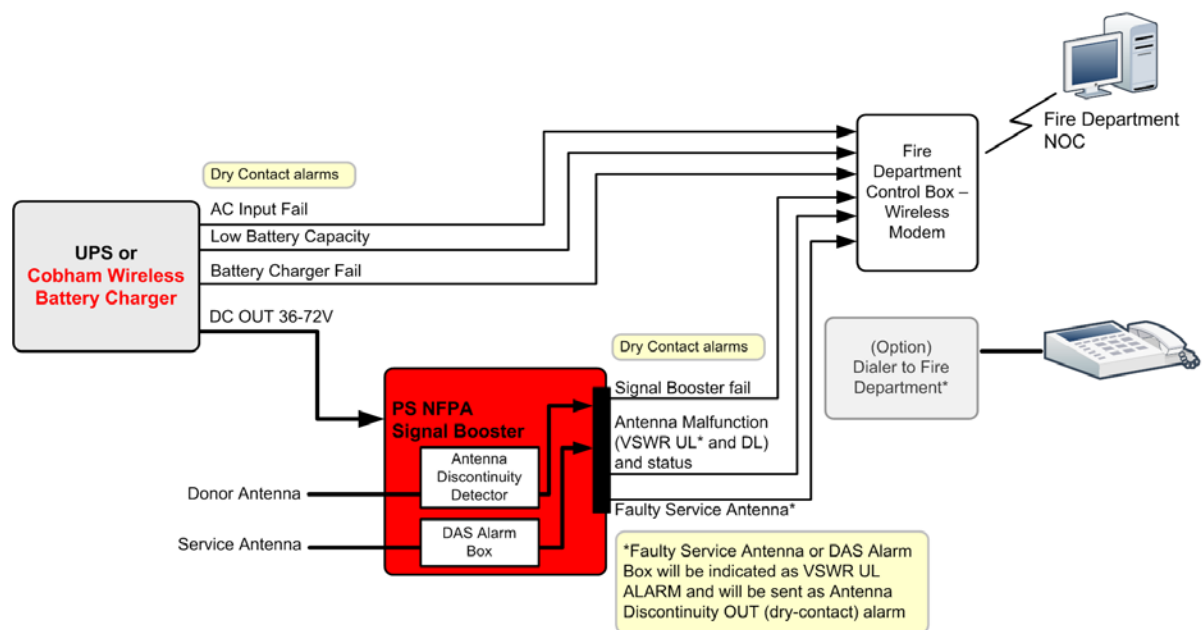 Fire Department
NOC
Fire
Department
Control Box –
Wireless
Modem
Dry Contact alarms
AC Input Fail
Low Battery Capacity
Battery Charger Fail
DC OUT 36-72V
UPS or
Cobham Wireless
Battery Charger
(Option)
Dialer to Fire
Department*
Dry Contact alarms
Signal Booster fail
Antenna Malfunction
(VSWR UL* and DL)
and status
Faulty Service Antenna*
PS NFPA
Signal Booster
Antenna
Discontinuity
Detector
DAS Alarm
Box
Donor Antenna
Service Antenna
*Faulty Service Antenna or DAS Alarm
Box will be indicated as VSWR UL
ALARM and will be sent as Antenna
Discontinuity OUT (dry-contact) alarm